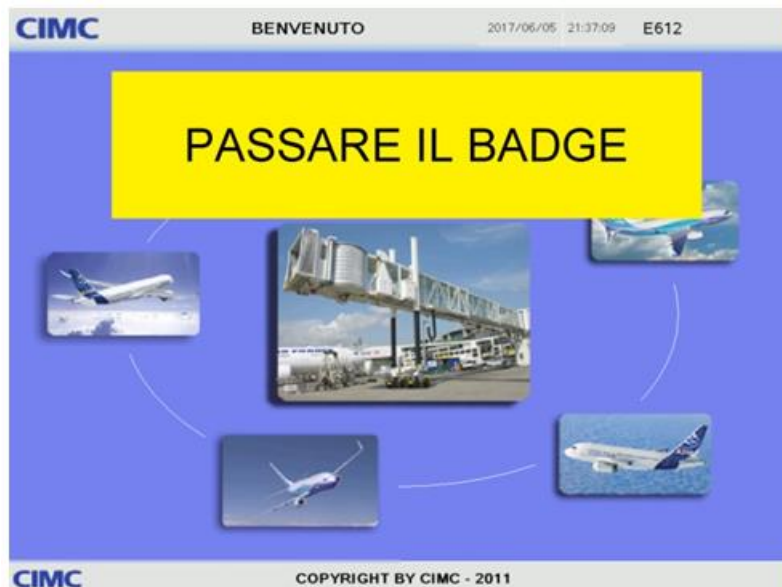 CIMC BENVENUTO 2017/06/05 21:37:09 E612
PASSARE IL BADGE
CIMC COPYRIGHT BY CIMC - 2011